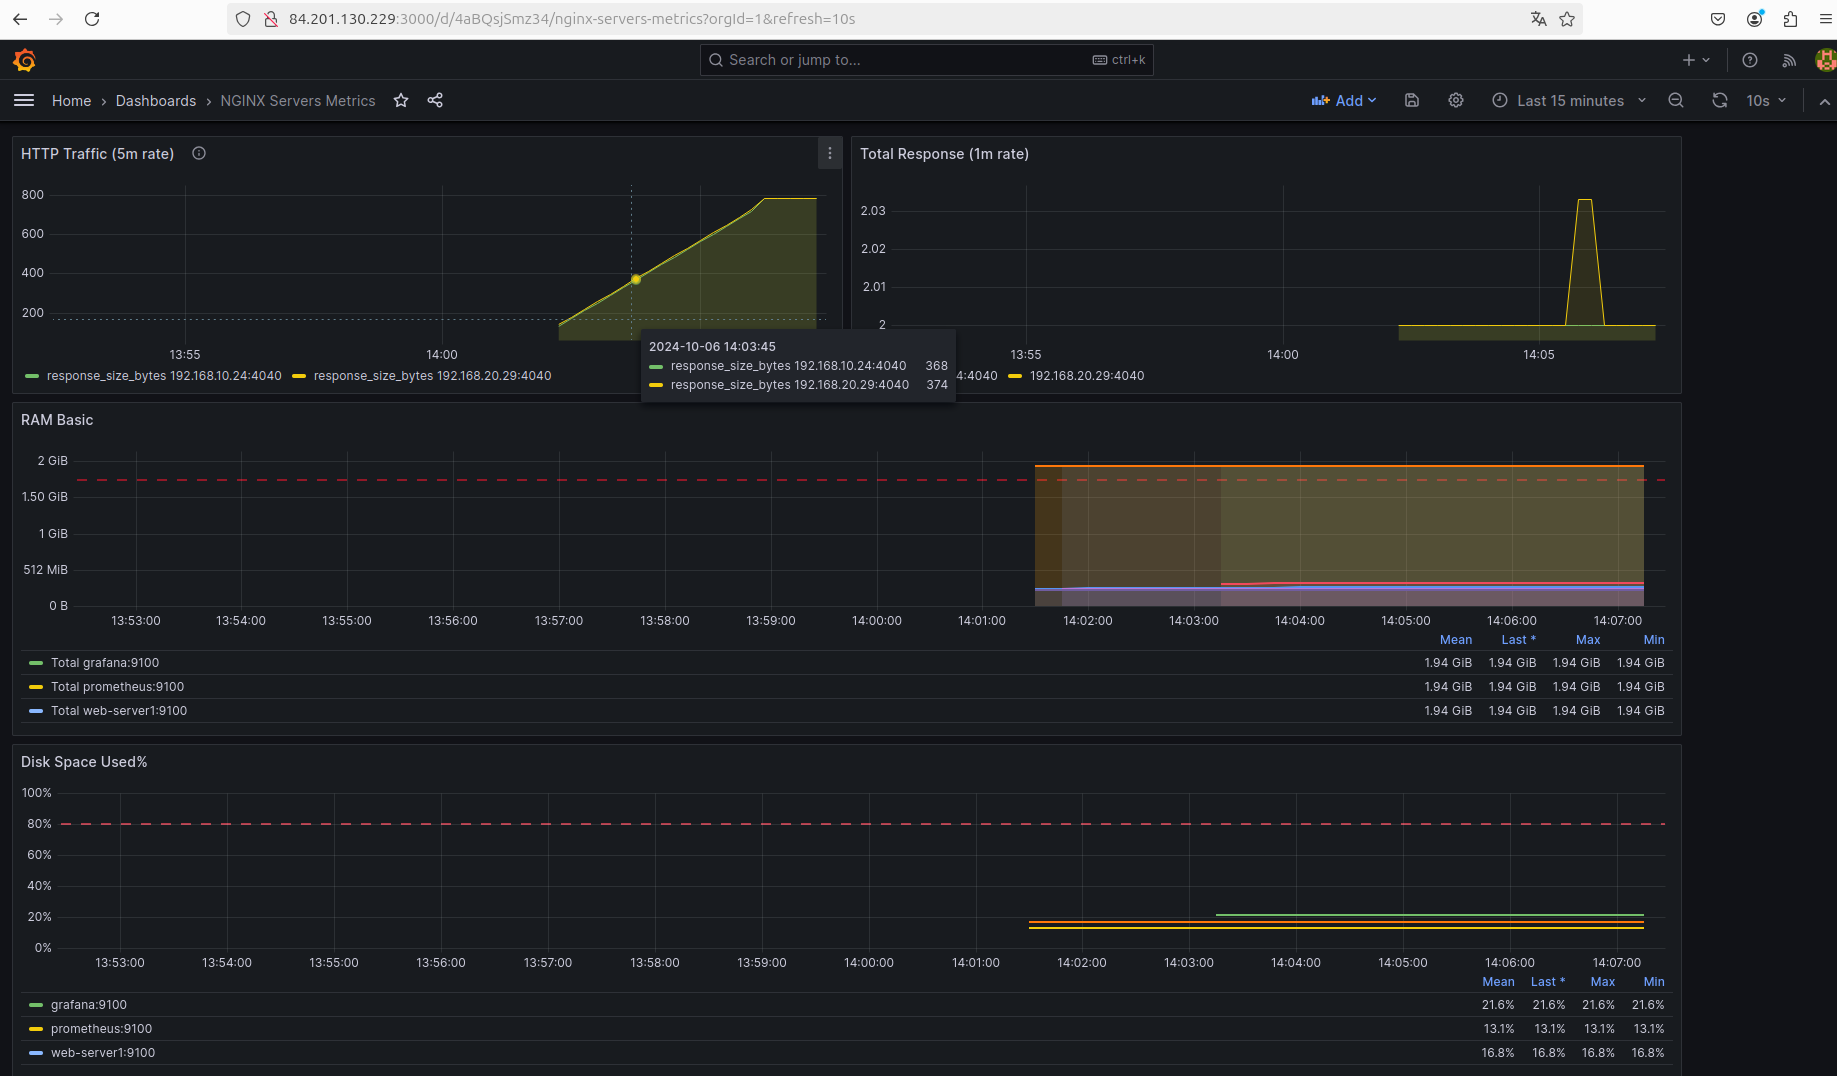 84.201.130.229:3000/d/4aBQsjSmz34/nginx-servers-metrics?orgId=1&refresh=10s
Search or jump to...
ctrl+k
Home › Dashboards › NGINX Servers Metrics
Add
Last 15 minutes
10s
HTTP Traffic (5m rate)
800
600
400
200
13:55
14:00
response_size_bytes 192.168.10.24:4040
response_size_bytes 192.168.20.29:4040
2024-10-06 14:03:45
response_size_bytes 192.168.10.24:4040 368
response_size_bytes 192.168.20.29:4040 374
Total Response (1m rate)
2.03
2.02
2.01
2
13:55
14:00
14:05
4:4040
192.168.20.29:4040
RAM Basic
2 GiB
1.50 GiB
1 GiB
512 MiB
0 B
13:53:00 13:54:00 13:55:00 13:56:00 13:57:00 13:58:00 13:59:00 14:00:00 14:01:00 14:02:00 14:03:00 14:04:00 14:05:00 14:06:00 14:07:00
Mean Last * Max Min
Total grafana:9100 1.94 GiB 1.94 GiB 1.94 GiB 1.94 GiB
Total prometheus:9100 1.94 GiB 1.94 GiB 1.94 GiB 1.94 GiB
Total web-server1:9100 1.94 GiB 1.94 GiB 1.94 GiB 1.94 GiB
Disk Space Used%
100%
80%
60%
40%
20%
0%
13:53:00 13:54:00 13:55:00 13:56:00 13:57:00 13:58:00 13:59:00 14:00:00 14:01:00 14:02:00 14:03:00 14:04:00 14:05:00 14:06:00 14:07:00
Mean Last * Max Min
grafana:9100 21.6% 21.6% 21.6% 21.6%
prometheus:9100 13.1% 13.1% 13.1% 13.1%
web-server1:9100 16.8% 16.8% 16.8% 16.8%